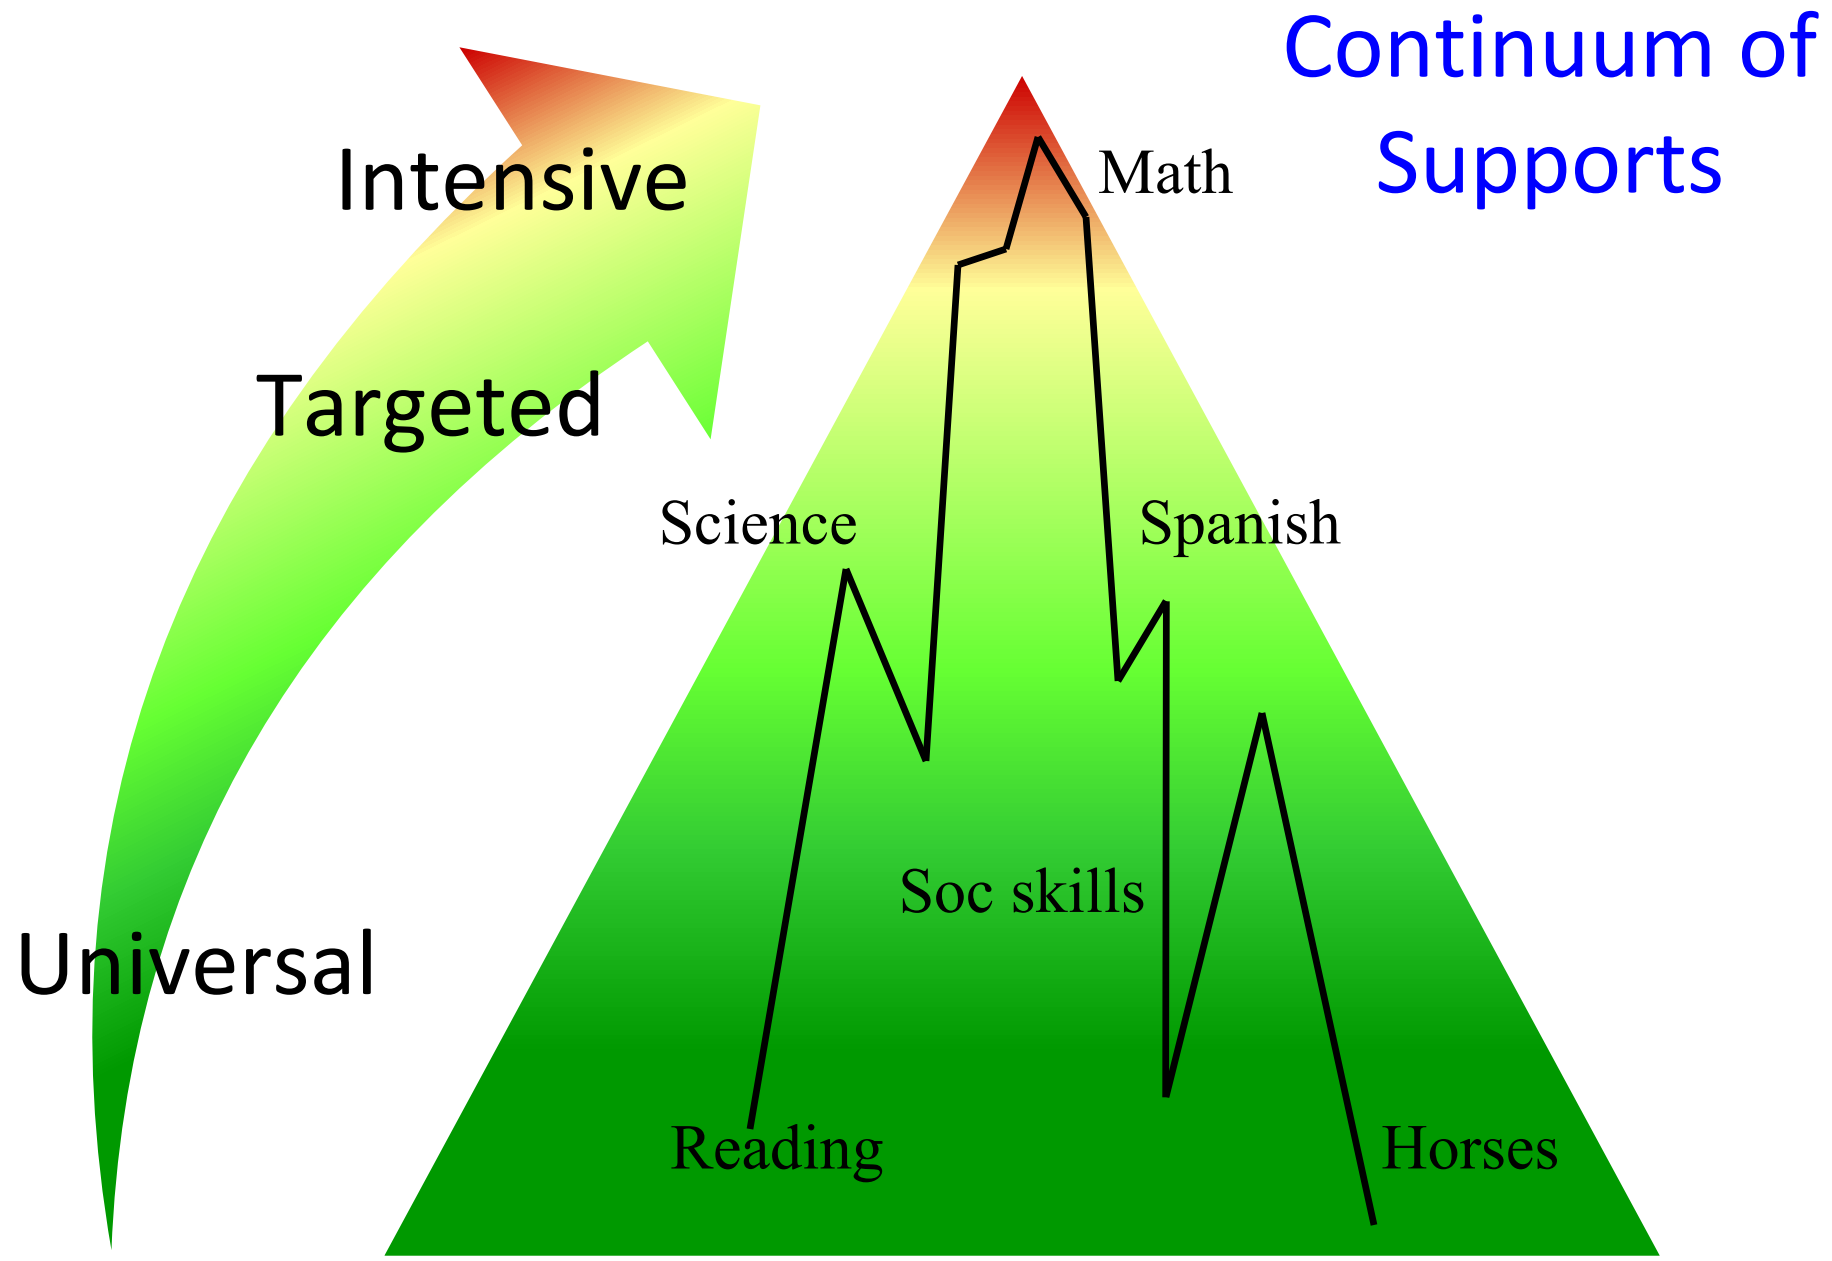 Continuum of
Supports
Intensive
Math
Targeted
Science
Spanish
Soc skills
Universal
Reading
Horses